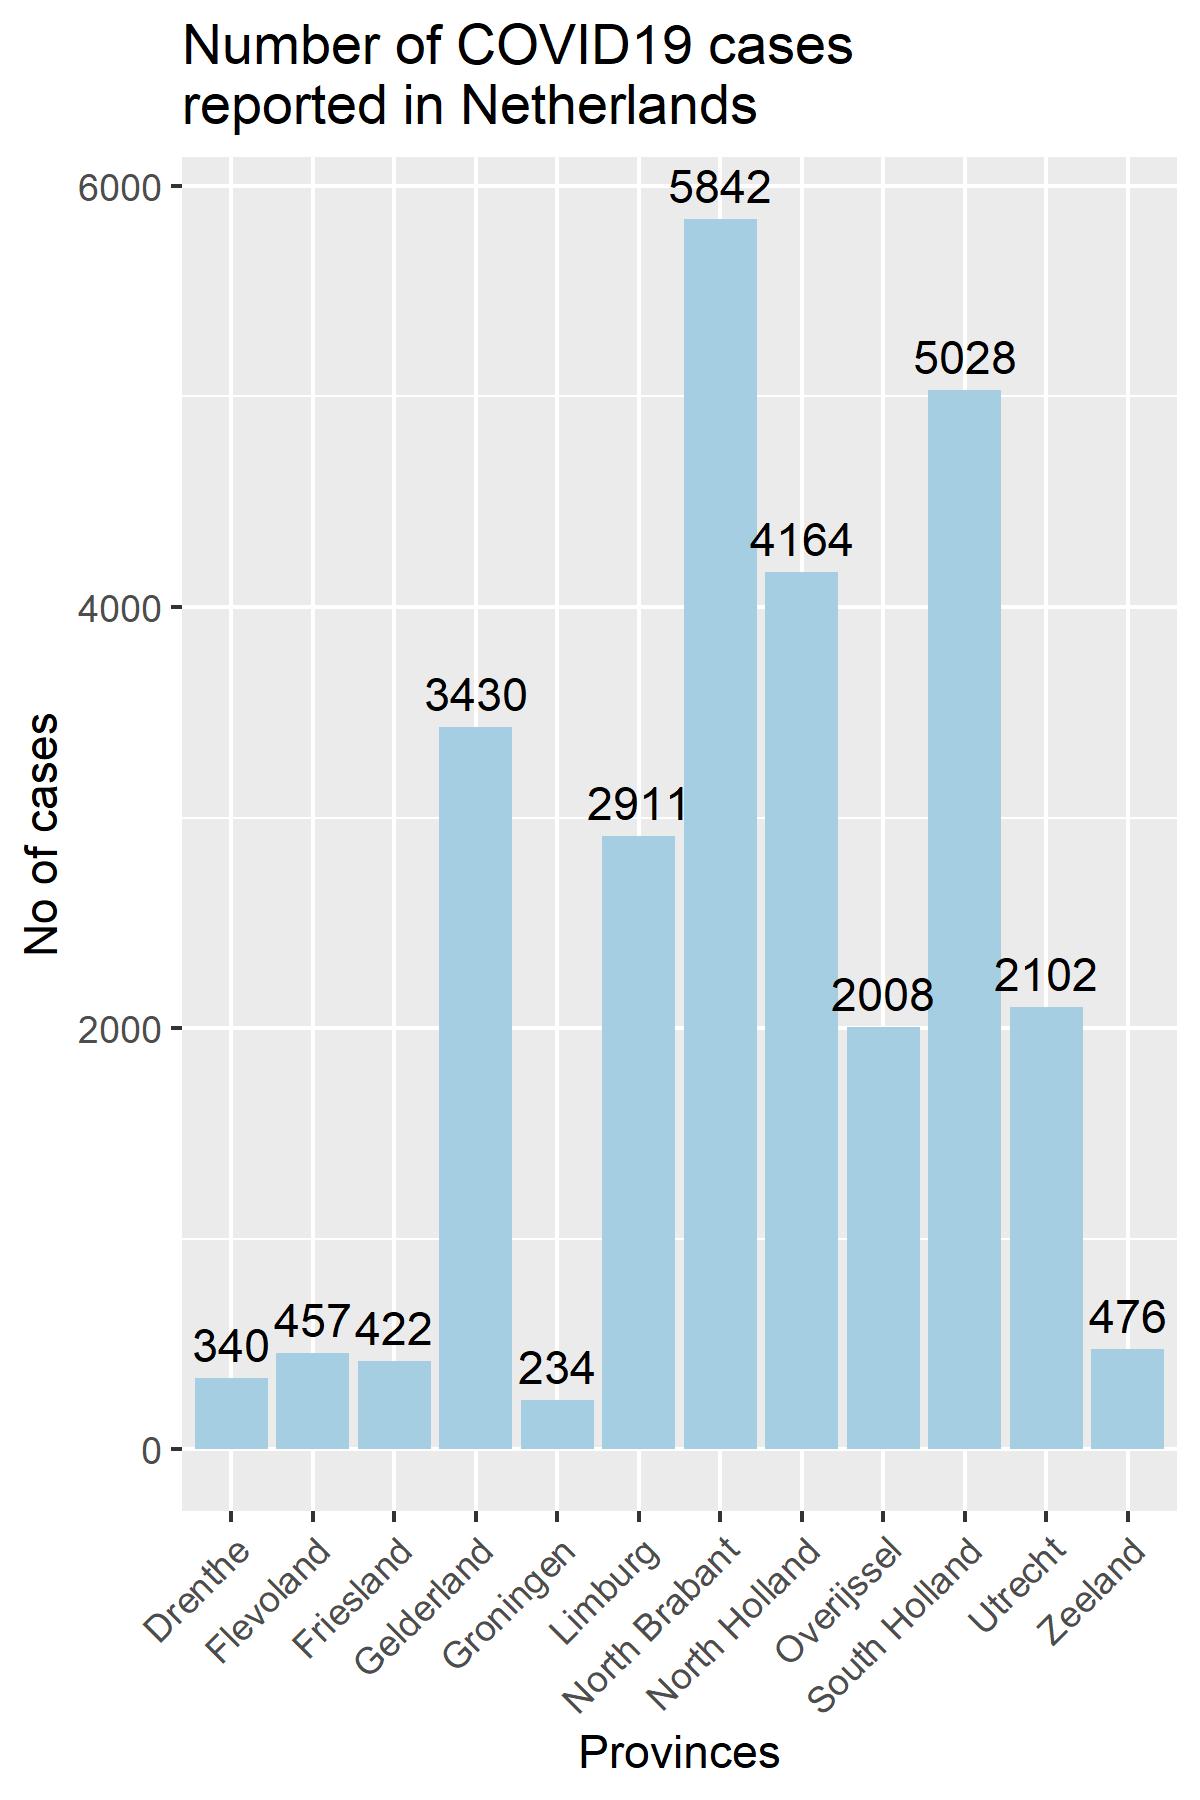 Number of COVID19 cases
reported in Netherlands
No of cases
6000
4000
2000
0
340
457
422
3430
234
2911
5842
4164
2008
5028
2102
476
Drenthe
Flevoland
Friesland
Gelderland
Groningen
Limburg
North Brabant
North Holland
Overijssel
South Holland
Utrecht
Zeeland
Provinces